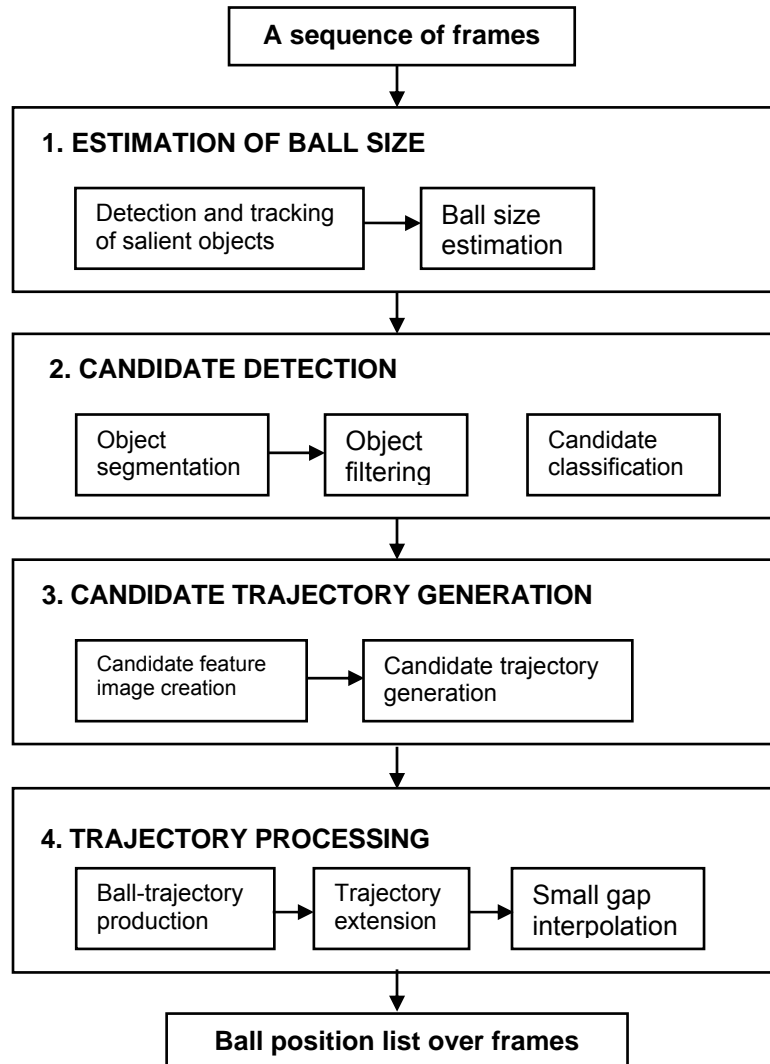 A sequence of frames
1. ESTIMATION OF BALL SIZE
Detection and tracking
of salient objects
Ball size
estimation
2. CANDIDATE DETECTION
Object
segmentation
Object
filtering
Candidate
classification
3. CANDIDATE TRAJECTORY GENERATION
Candidate feature
image creation
Candidate trajectory
generation
4. TRAJECTORY PROCESSING
Ball-trajectory
production
Trajectory
extension
Small gap
interpolation
Ball position list over frames